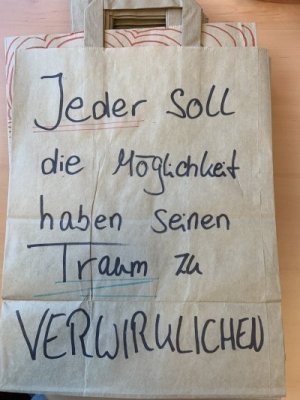 Jeder soll
die Möglichkeit
haben seinen
Traum zu
VERWIRKLICHEN